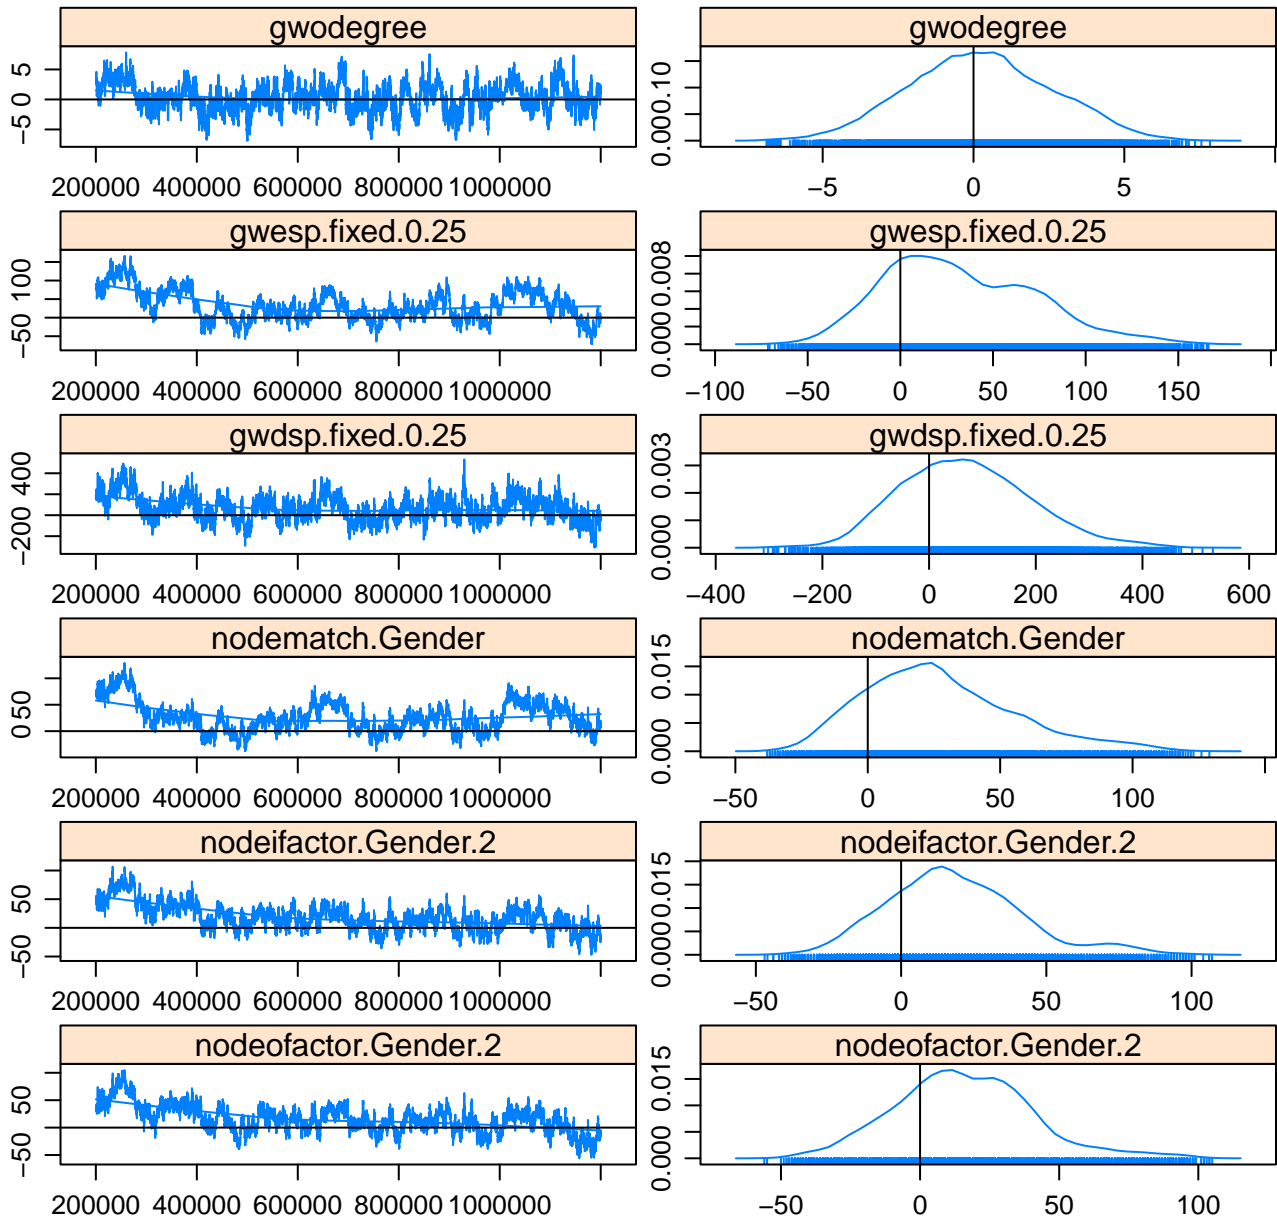 gwodegree
gwodegree
−5 0 5
0.00 0.10
200000 400000 600000 800000 1000000
−5 0 5
gwesp.fixed.0.25
gwesp.fixed.0.25
−50 100
0.000 0.008
200000 400000 600000 800000 1000000
−100 −50 0 50 100 150
gwdsp.fixed.0.25
gwdsp.fixed.0.25
−200 400
0.000 0.003
200000 400000 600000 800000 1000000
−400 −200 0 200 400 600
nodematch.Gender
nodematch.Gender
0 50
0.000 0.015
200000 400000 600000 800000 1000000
−50 0 50 100
nodeifactor.Gender.2
nodeifactor.Gender.2
−50 50
0.000 0.015
200000 400000 600000 800000 1000000
−50 0 50 100
nodeofactor.Gender.2
nodeofactor.Gender.2
−50 50
0.000 0.015
200000 400000 600000 800000 1000000
−50 0 50 100